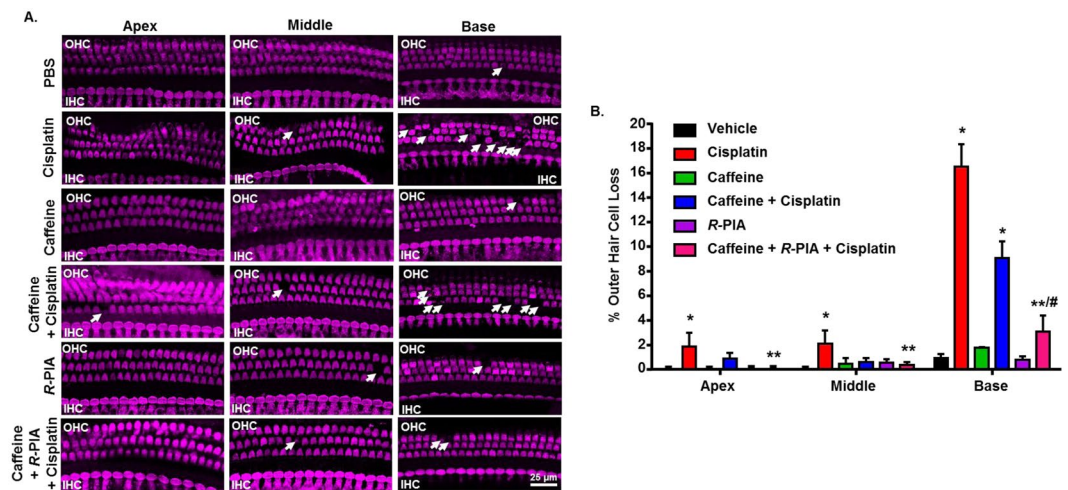 A.
Apex
Middle
Base
PBS
OHC
IHC
OHC
IHC
OHC
IHC
Cisplatin
OHC
IHC
OHC
IHC
OHC
IHC
Caffeine
OHC
IHC
OHC
IHC
OHC
IHC
Caffeine
+ Cisplatin
OHC
IHC
OHC
IHC
OHC
IHC
R-PIA
OHC
IHC
OHC
IHC
OHC
IHC
Caffeine
+ R-PIA
+ Cisplatin
OHC
IHC
OHC
IHC
OHC
IHC
25 µm
B.
% Outer Hair Cell Loss
20
18
16
14
12
10
8
6
4
2
0
Vehicle
Cisplatin
Caffeine
Caffeine + Cisplatin
R-PIA
Caffeine + R-PIA + Cisplatin
*
**
*
**
*
*
**/#
Apex
Middle
Base